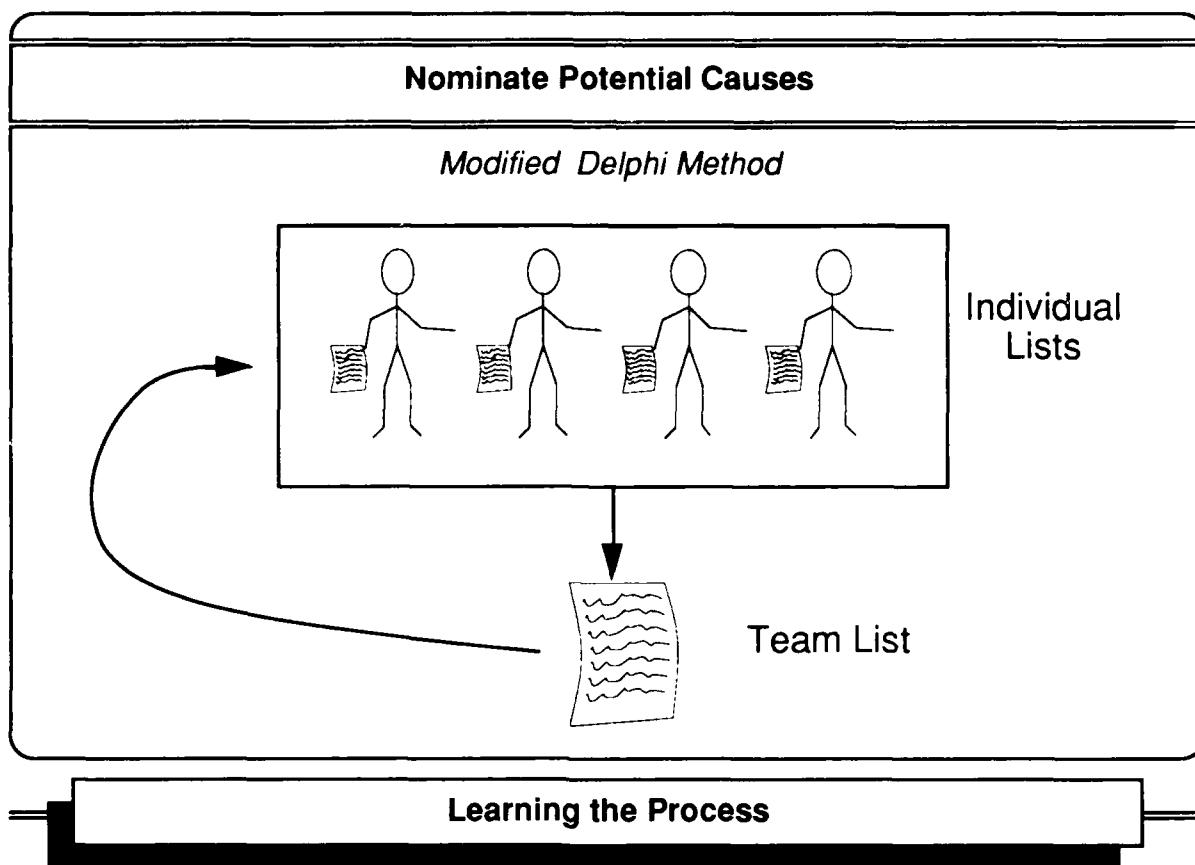 Nominate Potential Causes
Modified Delphi Method
Individual
Lists
Team List
Learning the Process